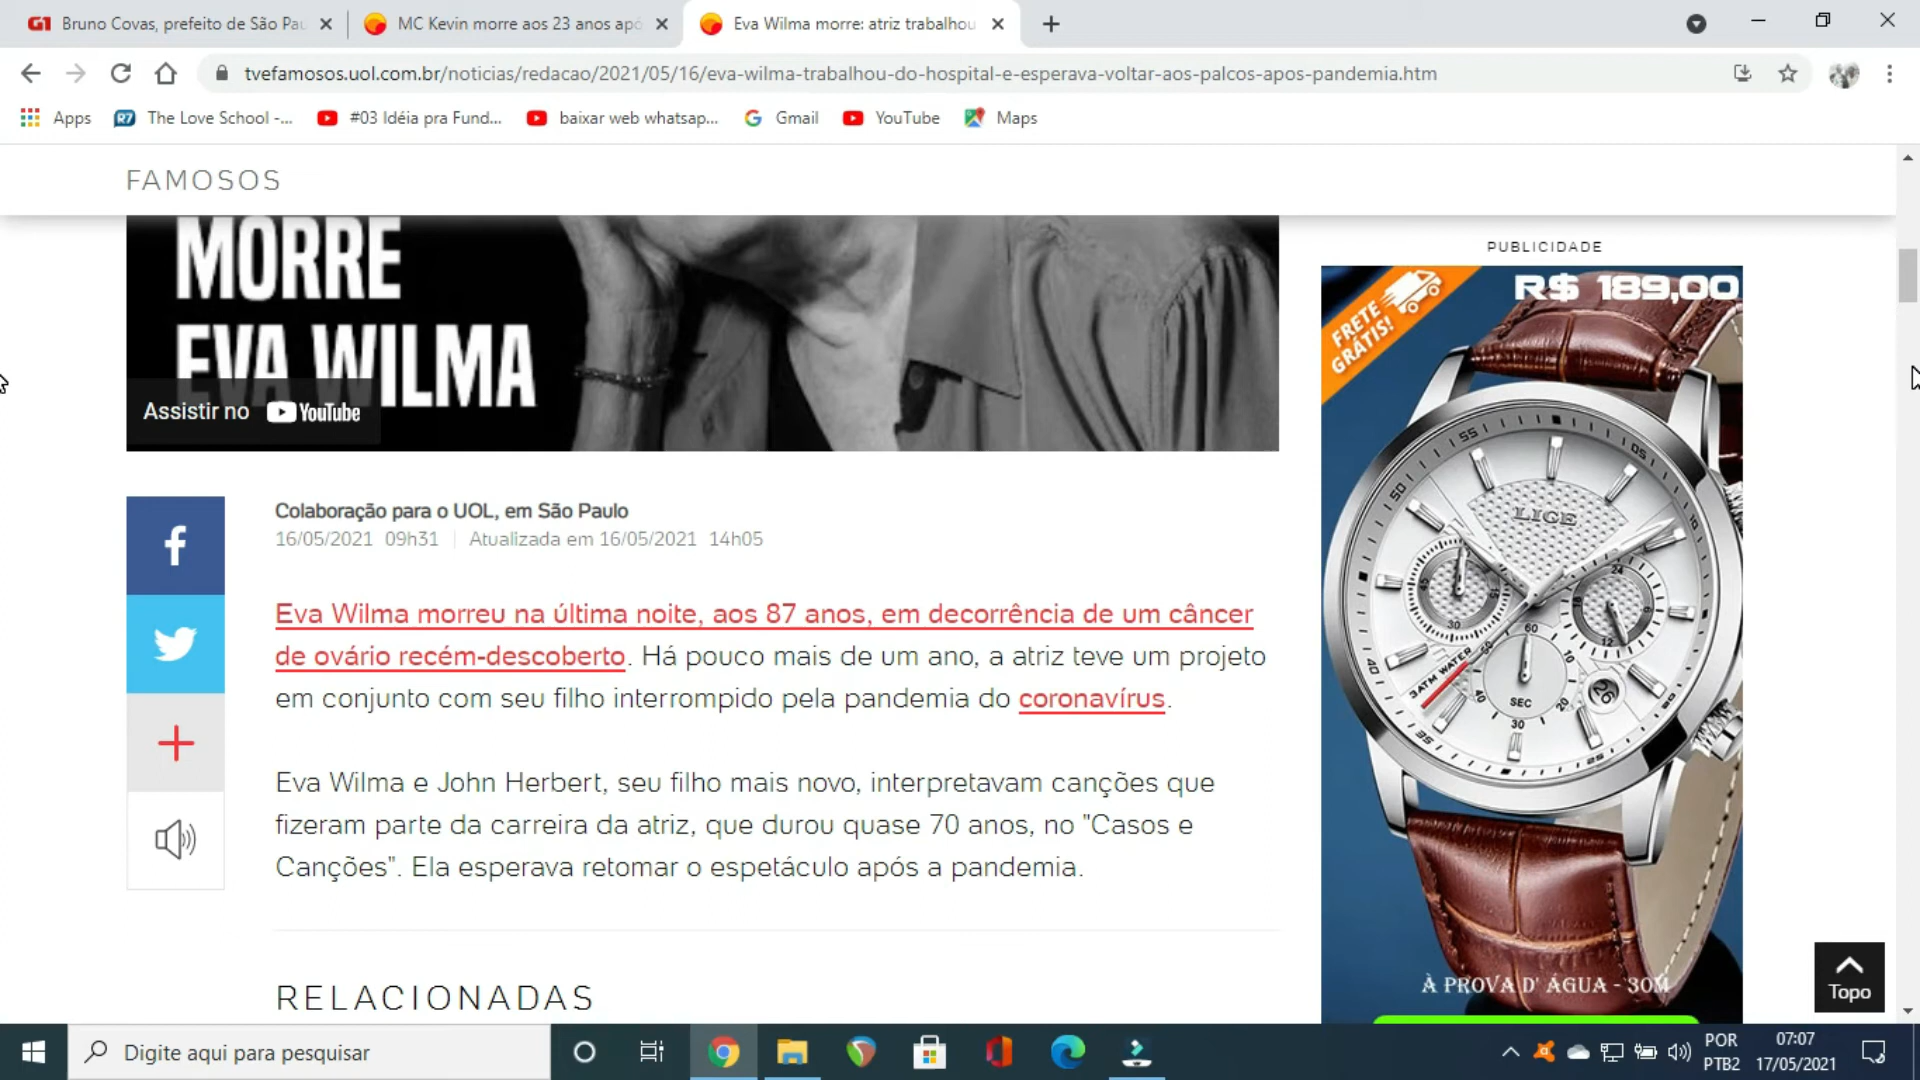 G1 Bruno Covas, prefeito de São Pau
MC Kevin morre aos 23 anos apó
Eva Wilma morre: atriz trabalhou
tvefamosos.uol.com.br/noticias/redacao/2021/05/16/eva-wilma-trabalhou-do-hospital-e-esperava-voltar-aos-palcos-apos-pandemia.htm
Apps
R7 The Love School -...
#03 Idéia pra Fund...
baixar web whatsap...
Gmail
YouTube
Maps
FAMOSOS
MORRE
EVA WILMA
Assistir no YouTube
PUBLICIDADE
FRETE
GRÁTIS!
R$ 189,00
LIGE
3ATM WATER
SEC
26
À PROVA D' ÁGUA - 30M
Colaboração para o UOL, em São Paulo
16/05/2021 09h31 Atualizada em 16/05/2021 14h05
Eva Wilma morreu na última noite, aos 87 anos, em decorrência de um câncer
de ovário recém-descoberto. Há pouco mais de um ano, a atriz teve um projeto
em conjunto com seu filho interrompido pela pandemia do coronavírus.
Eva Wilma e John Herbert, seu filho mais novo, interpretavam canções que
fizeram parte da carreira da atriz, que durou quase 70 anos, no "Casos e
Canções". Ela esperava retomar o espetáculo após a pandemia.
RELACIONADAS
Topo
Digite aqui para pesquisar
POR
PTB2
07:07
17/05/2021